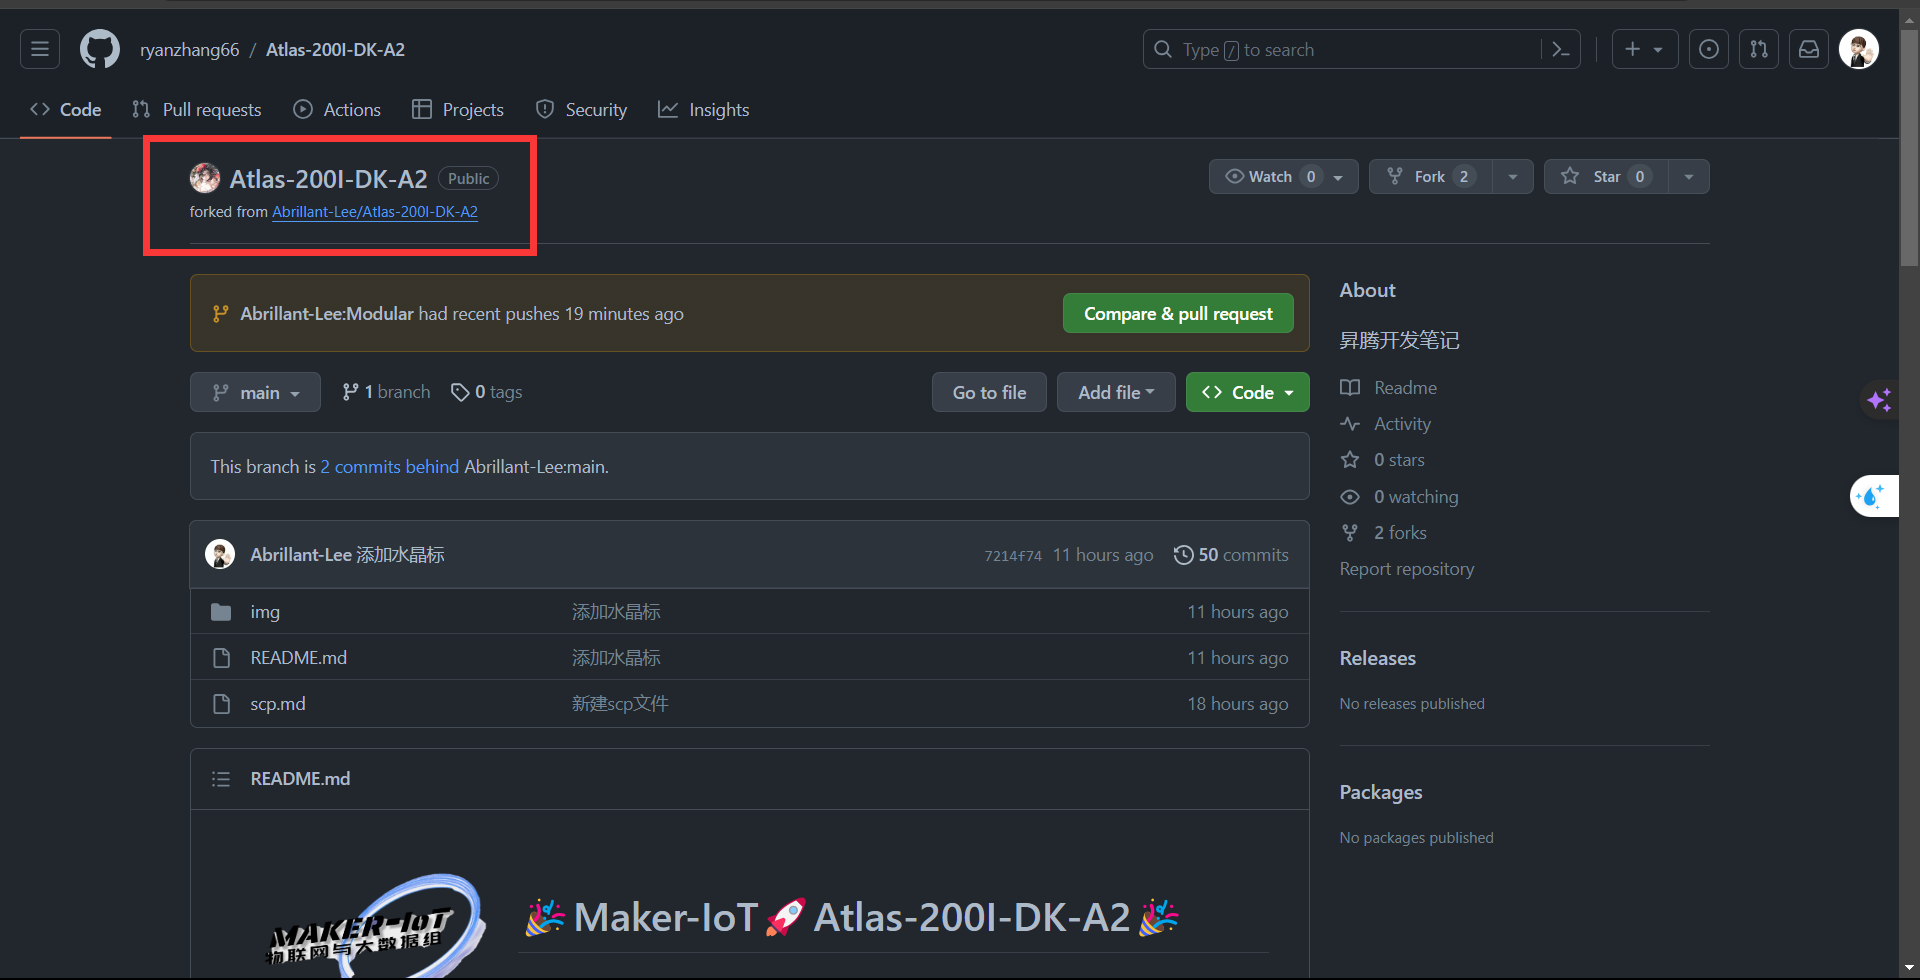 ryanzhang66 / Atlas-200I-DK-A2
Type / to search
Code Pull requests Actions Projects Security Insights
Atlas-200I-DK-A2 Public
forked from Abrillant-Lee/Atlas-200I-DK-A2
Watch 0
Fork 2
Star 0
Abrillant-Lee:Modular had recent pushes 19 minutes ago
Compare & pull request
main
1 branch
0 tags
Go to file
Add file
Code
This branch is 2 commits behind Abrillant-Lee:main.
Abrillant-Lee 添加水晶标 7214f74 11 hours ago 50 commits
img 添加水晶标 11 hours ago
README.md 添加水晶标 11 hours ago
scp.md 新建scp文件 18 hours ago
README.md
MAKER-IoT
物联网与大数据组
🎉Maker-IoT🚀Atlas-200I-DK-A2🎉
About
昇腾开发笔记
Readme
Activity
0 stars
0 watching
2 forks
Report repository
Releases
No releases published
Packages
No packages published